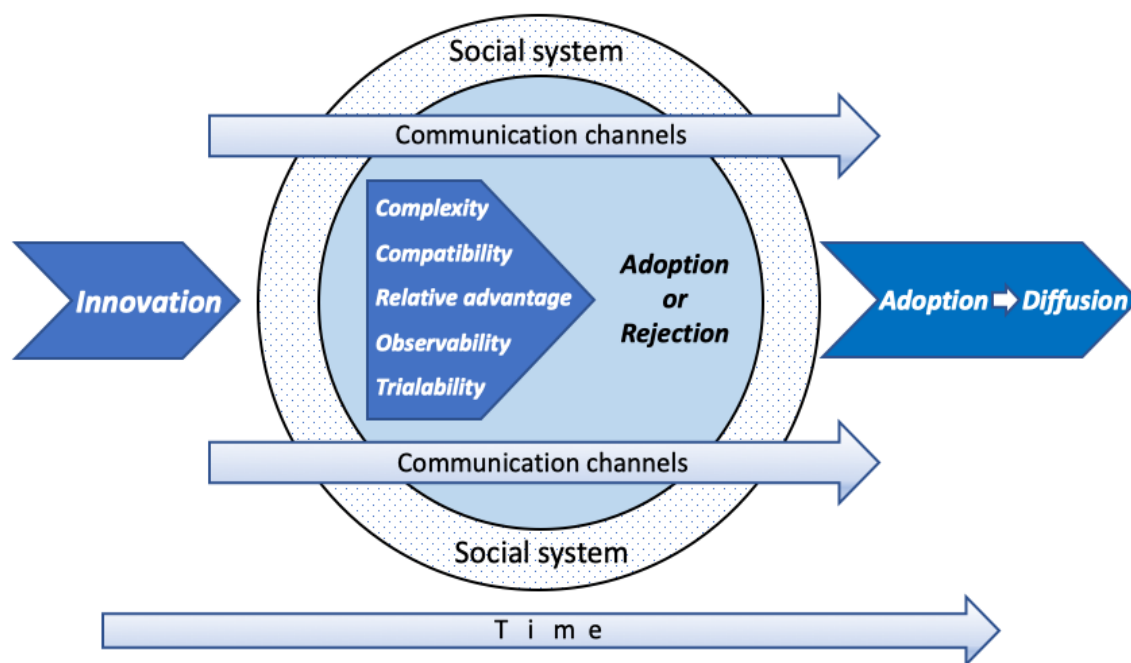 Social system
Communication channels
Innovation
Complexity
Compatibility
Relative advantage
Observability
Trialability
Adoption
or
Rejection
Adoption Diffusion
Communication channels
Social system
Time